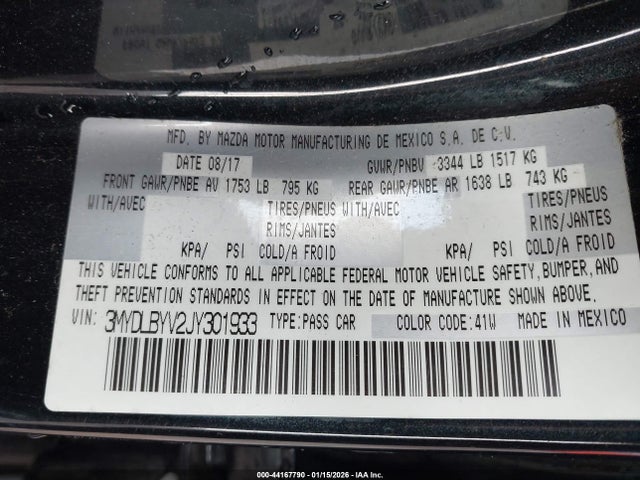 MFD. BY MAZDA MOTOR MANUFACTURING DE MEXICO S.A. DE C.V.
DATE 08/17 GVWR/PNBV 3344 LB 1517 KG
FRONT GAWR/PNBE AV 1753 LB 795 KG REAR GAWR/PNBE AR 1638 LB 743 KG
WITH/AVEC TIRES/PNEUS WITH/AVEC TIRES/PNEUS
RIMS/JANTES RIMS/JANTES
KPA/ PSI COLD/A FROID KPA/ PSI COLD/A FROID
THIS VEHICLE CONFORMS TO ALL APPLICABLE FEDERAL MOTOR VEHICLE SAFETY,BUMPER,AND
THEFT PREVENTION STANDARDS IN EFFECT ON THE DATE OF MANUFACTURE SHOWN ABOVE.
VIN: 3MYDLBYV2JY301933 TYPE:PASS CAR COLOR CODE:41W MADE IN MEXICO
000-44167790 - 01/15/2026 - IAA Inc.